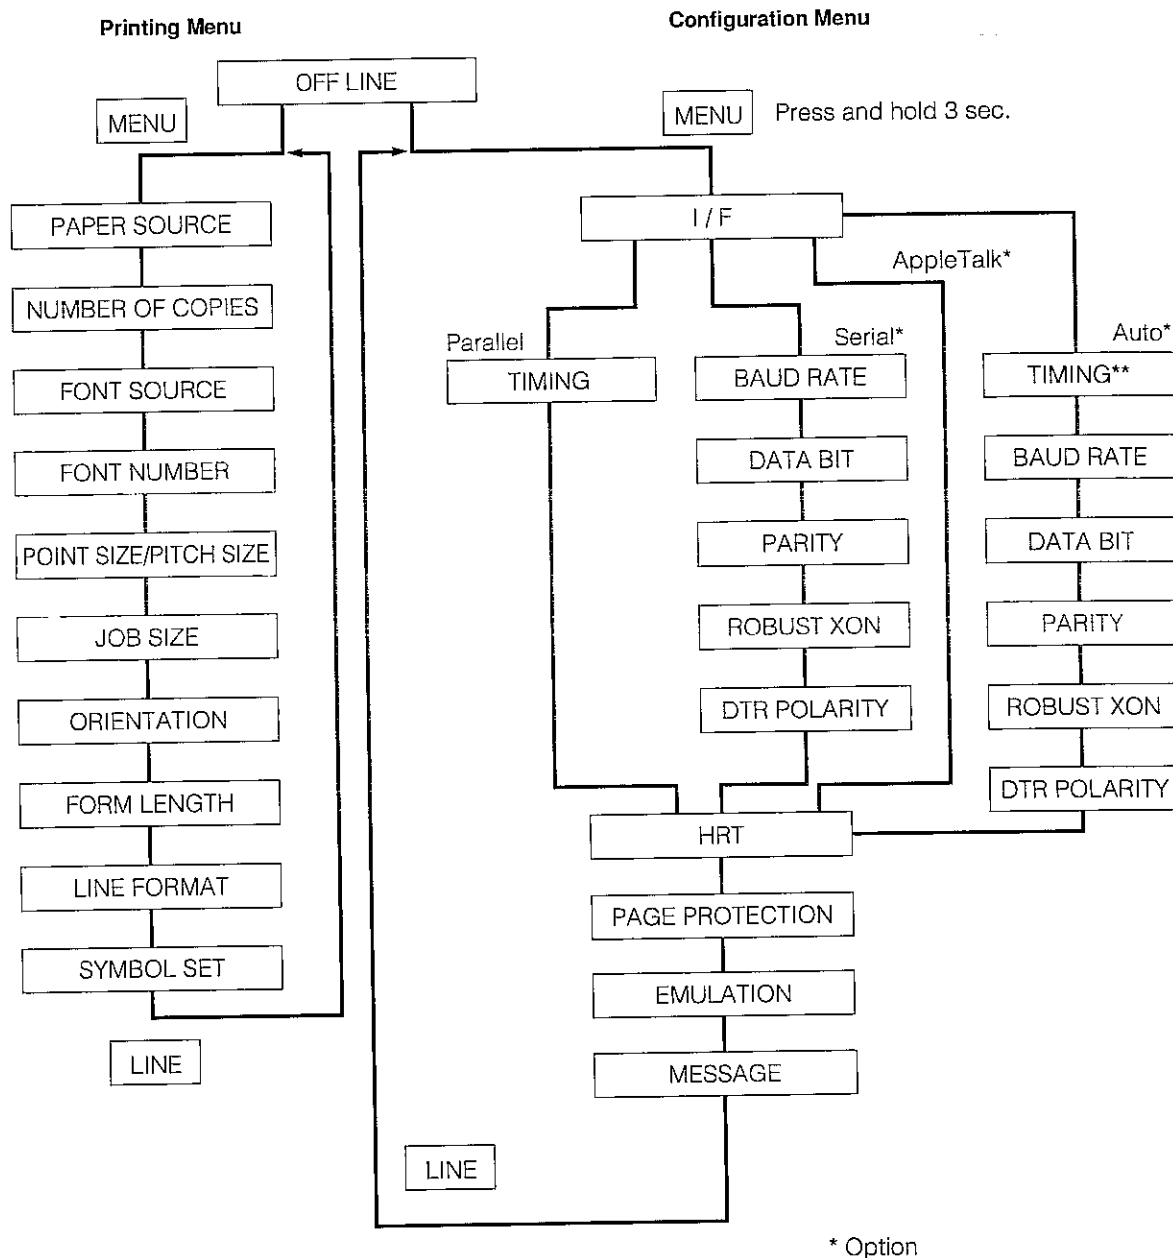 Printing Menu
Configuration Menu
OFF LINE
MENU
MENU
Press and hold 3 sec.
PAPER SOURCE
NUMBER OF COPIES
FONT SOURCE
FONT NUMBER
POINT SIZE/PITCH SIZE
JOB SIZE
ORIENTATION
FORM LENGTH
LINE FORMAT
SYMBOL SET
LINE
I / F
AppleTalk*
Parallel
TIMING
Serial*
BAUD RATE
DATA BIT
PARITY
ROBUST XON
DTR POLARITY
Auto*
TIMING**
BAUD RATE
DATA BIT
PARITY
ROBUST XON
DTR POLARITY
HRT
PAGE PROTECTION
EMULATION
MESSAGE
LINE
* Option